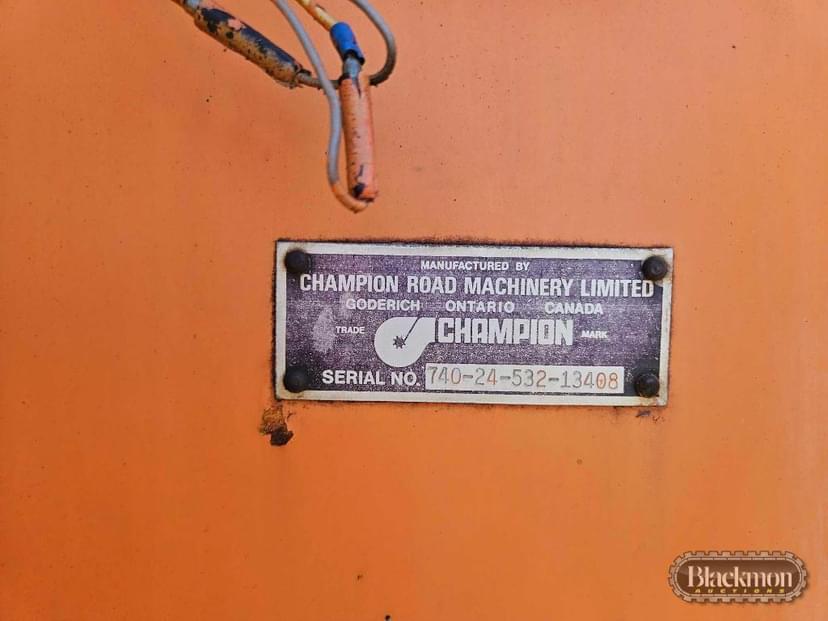 MANUFACTURED BY
CHAMPION ROAD MACHINERY LIMITED
GODERICH ONTARIO CANADA
TRADE CHAMPION MARK
SERIAL NO. 740-24-532-13408
Blackmon
AUCTIONS